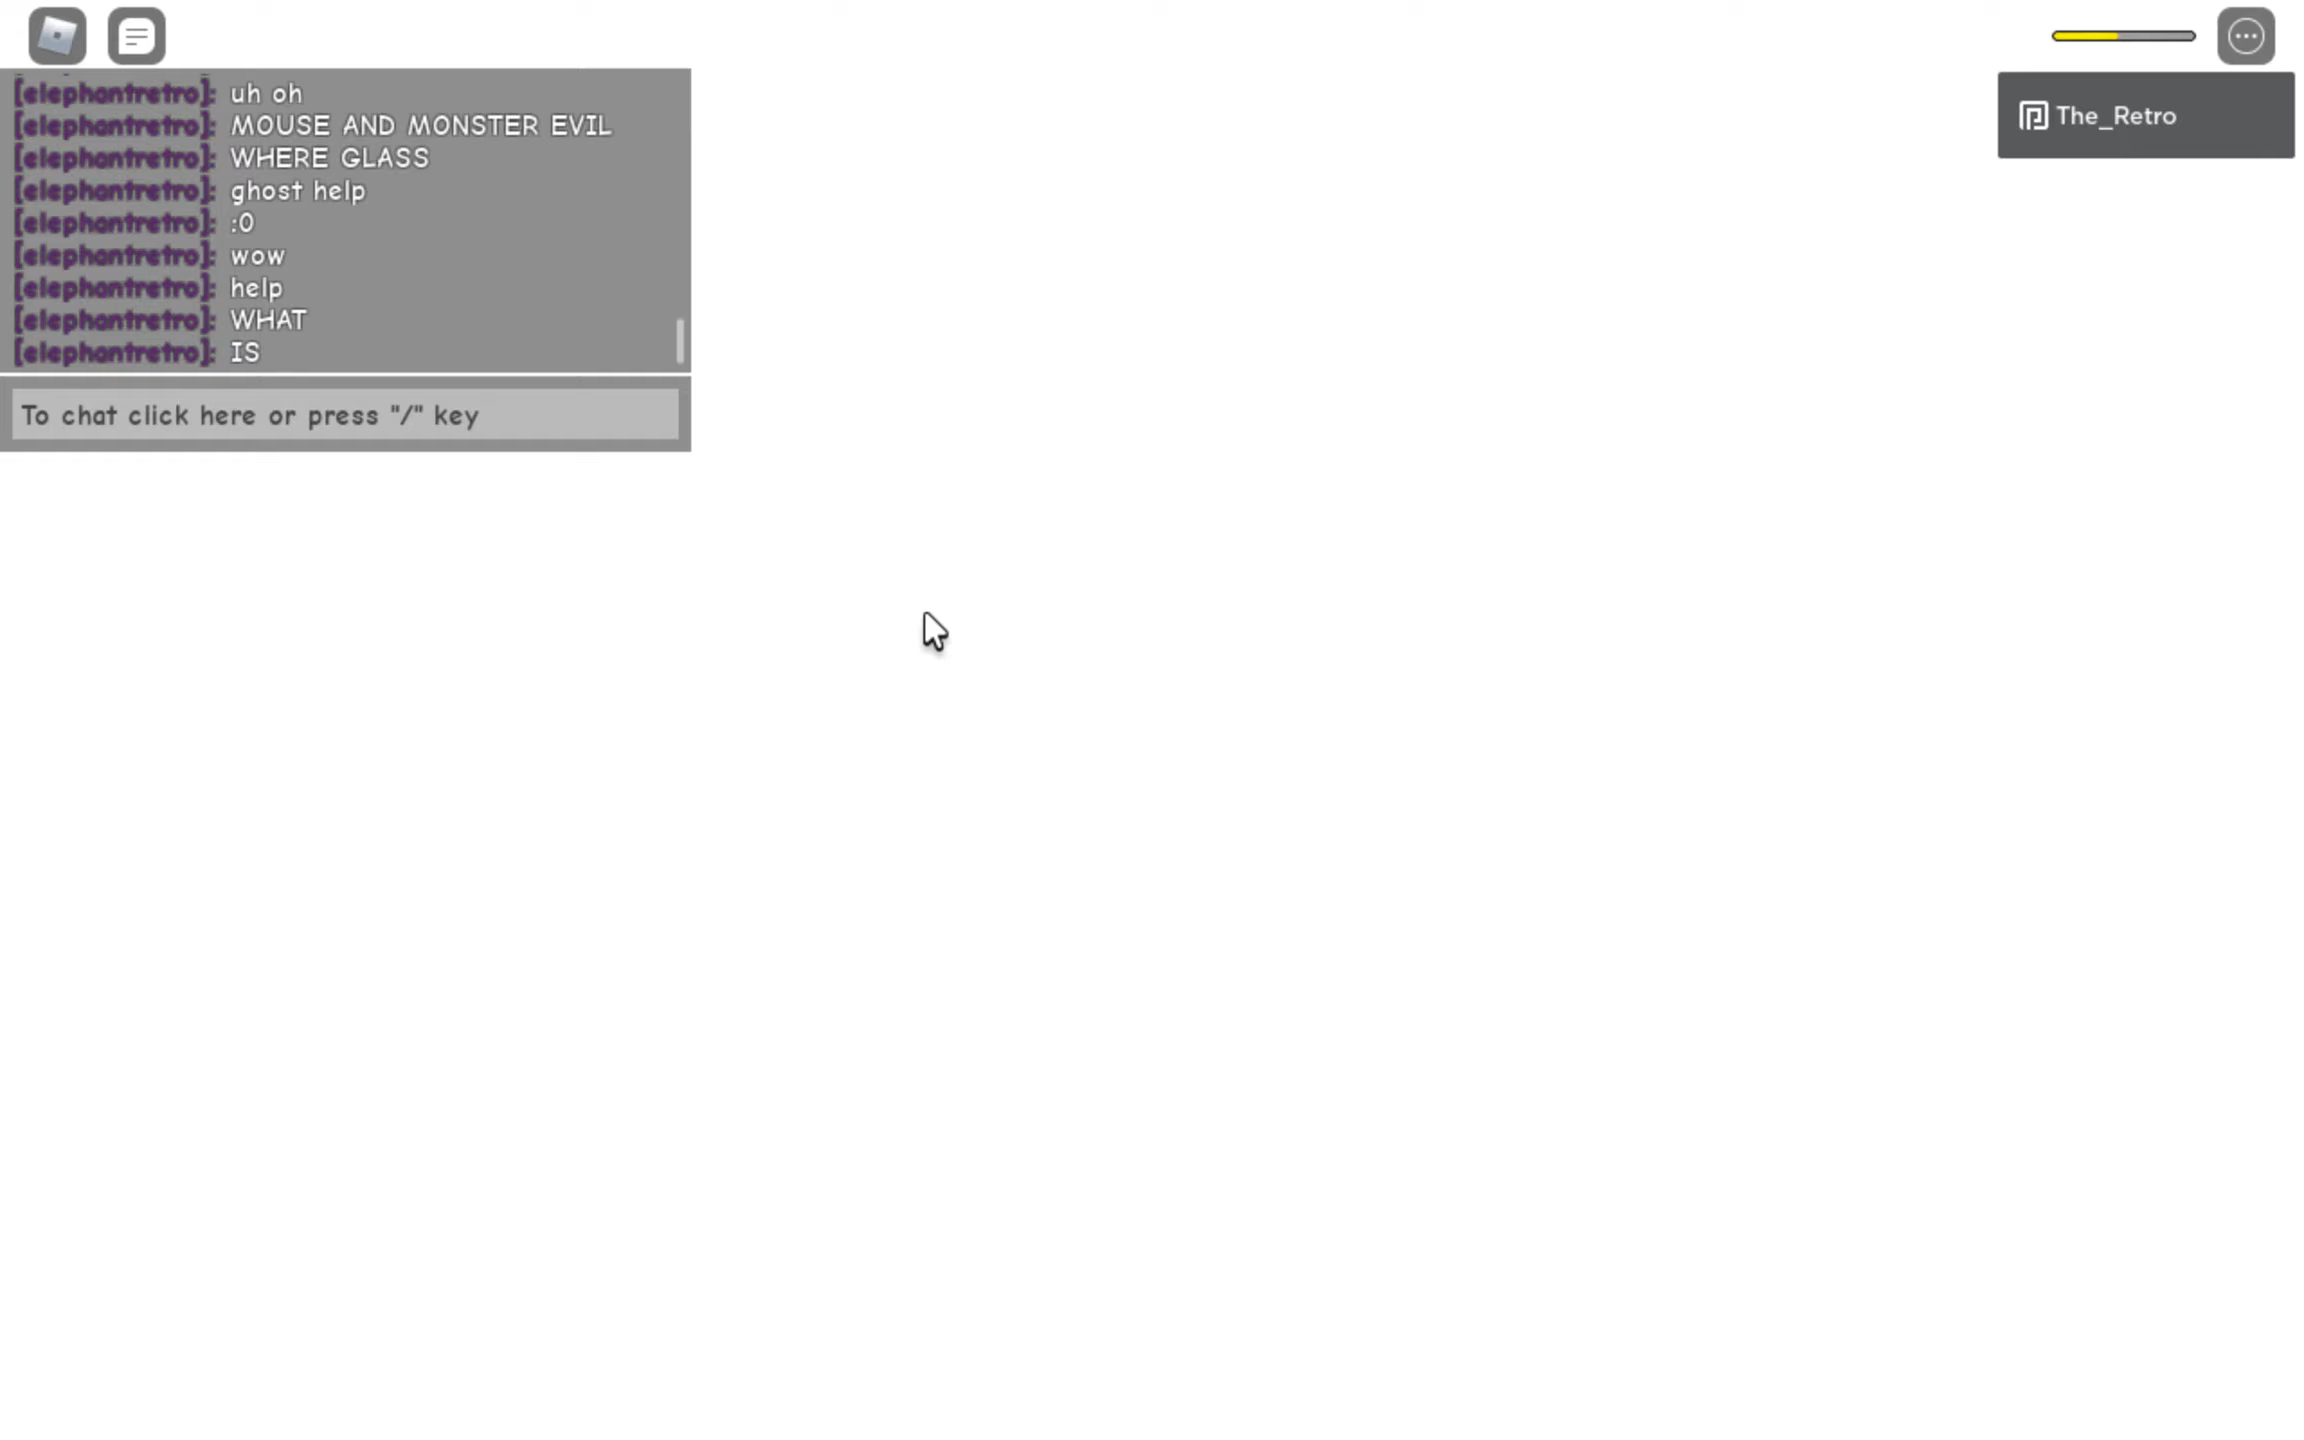 [elephantretro]: uh oh
[elephantretro]: MOUSE AND MONSTER EVIL
[elephantretro]: WHERE GLASS
[elephantretro]: ghost help
[elephantretro]: :0
[elephantretro]: wow
[elephantretro]: help
[elephantretro]: WHAT
[elephantretro]: IS
To chat click here or press "/" key
The_Retro